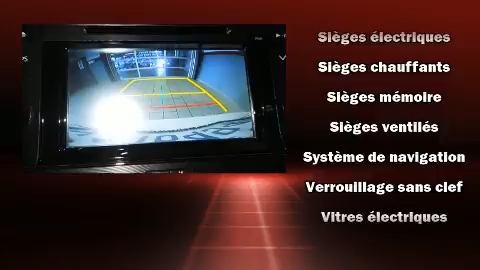 Sièges électriques
Sièges chauffants
Sièges mémoire
Sièges ventilés
Système de navigation
Verrouillage sans clef
Vitres électriques